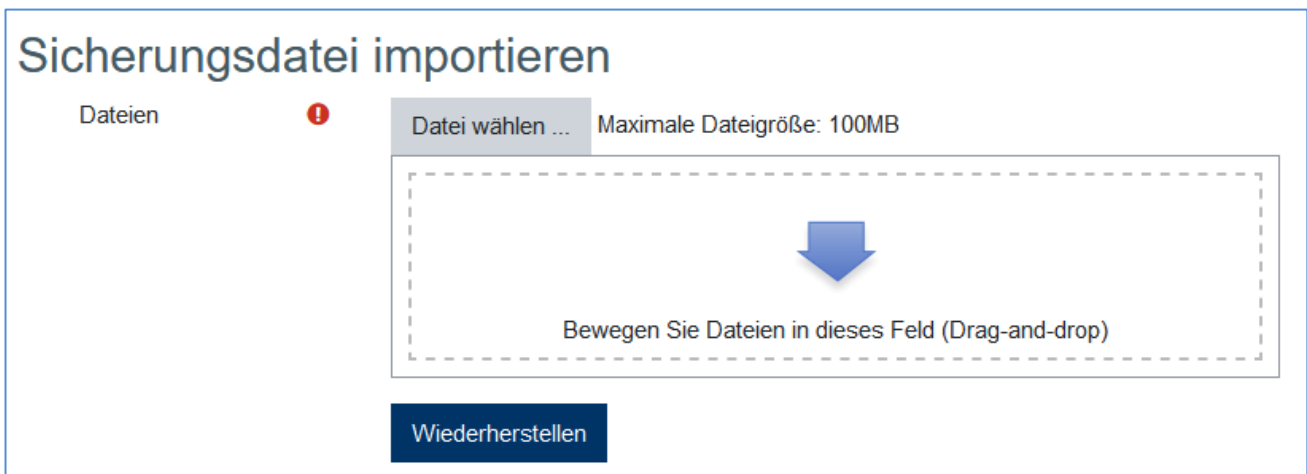 Sicherungsdatei importieren
Dateien
Datei wählen ... Maximale Dateigröße: 100MB
Bewegen Sie Dateien in dieses Feld (Drag-and-drop)
Wiederherstellen